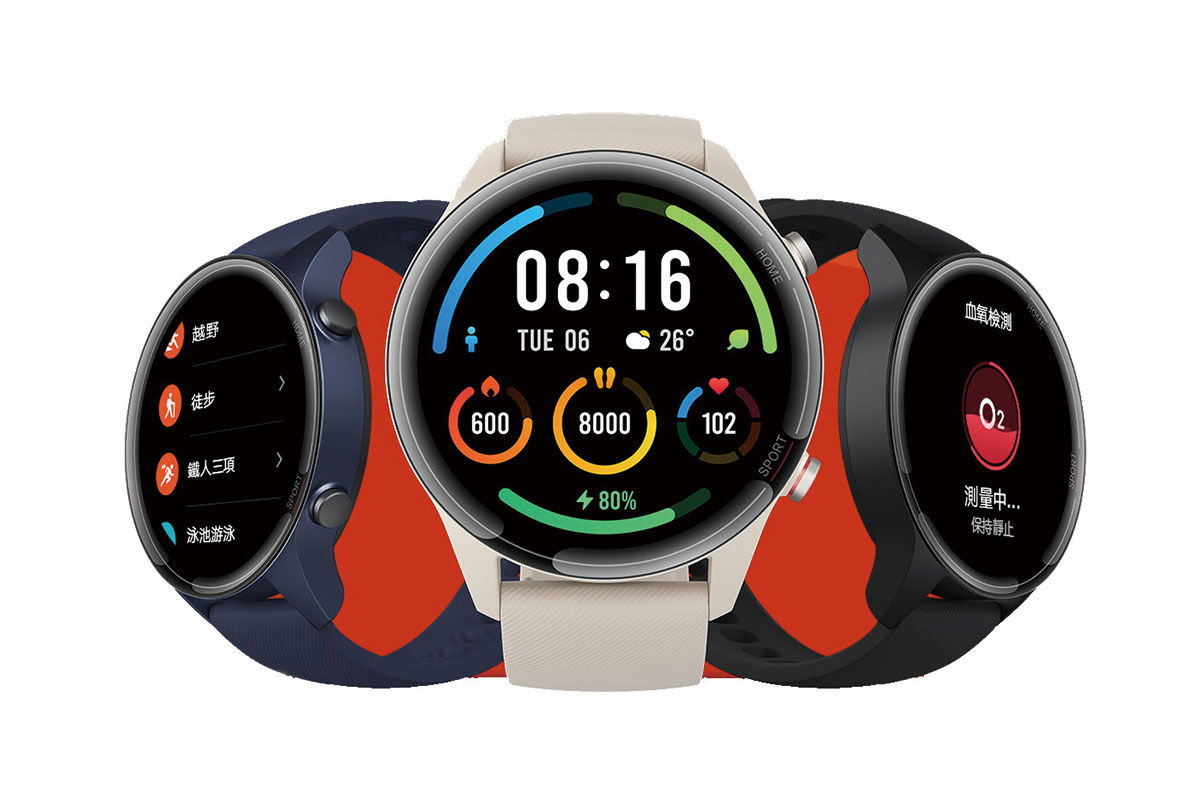 越野
徒步
鐵人三項
泳池游泳
HOME
SPORT
08:16
TUE 06
26°
600
8000
102
80%
HOME
SPORT
血氧檢測
O2
測量中...
保持靜止
HOME
SPORT